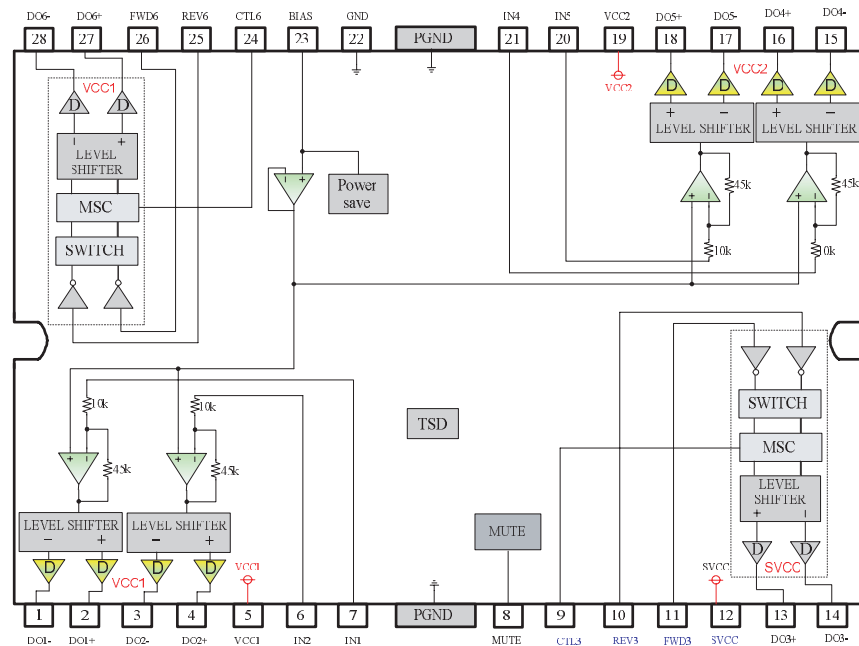 DO6- DO6+ FWD6 REV6 CTL6 BIAS GND IN4 IN5 VCC2 DO5+ DO5- DO4+ DO4-
28 27 26 25 24 23 22 PGND 21 20 19 18 17 16 15
VCC1
D D
VCC2
VCC2
D D D D
− +
LEVEL
SHIFTER
+ −
LEVEL SHIFTER
+ −
LEVEL SHIFTER
MSC
− +
Power
save
45k
45k
+ −
+ −
SWITCH
10k
10k
10k
10k
SWITCH
TSD
MSC
+ −
+ −
45k
45k
LEVEL
SHIFTER
+ −
LEVEL SHIFTER
− +
LEVEL SHIFTER
− +
MUTE
D D
D D D D
VCC1
VCC1
SVCC
SVCC
1 2 3 4 5 6 7 PGND 8 9 10 11 12 13 14
DO1- DO1+ DO2- DO2+ VCC1 IN2 IN1 MUTE CTL3 REV3 FWD3 SVCC DO3+ DO3-